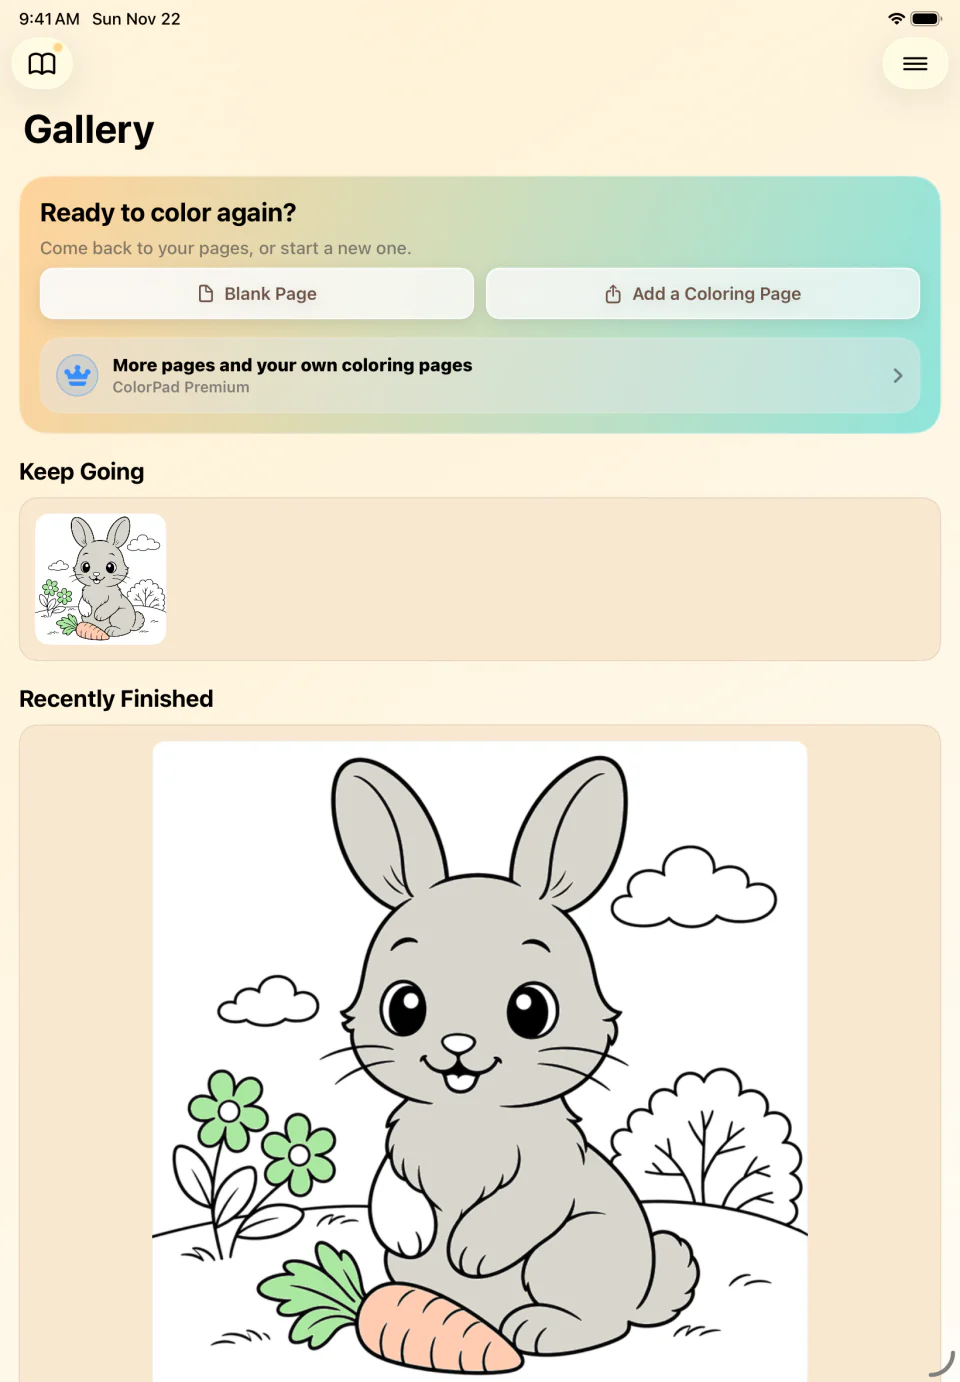 9:41 AM Sun Nov 22
Gallery
Ready to color again?
Come back to your pages, or start a new one.
Blank Page
Add a Coloring Page
More pages and your own coloring pages
ColorPad Premium
Keep Going
Recently Finished